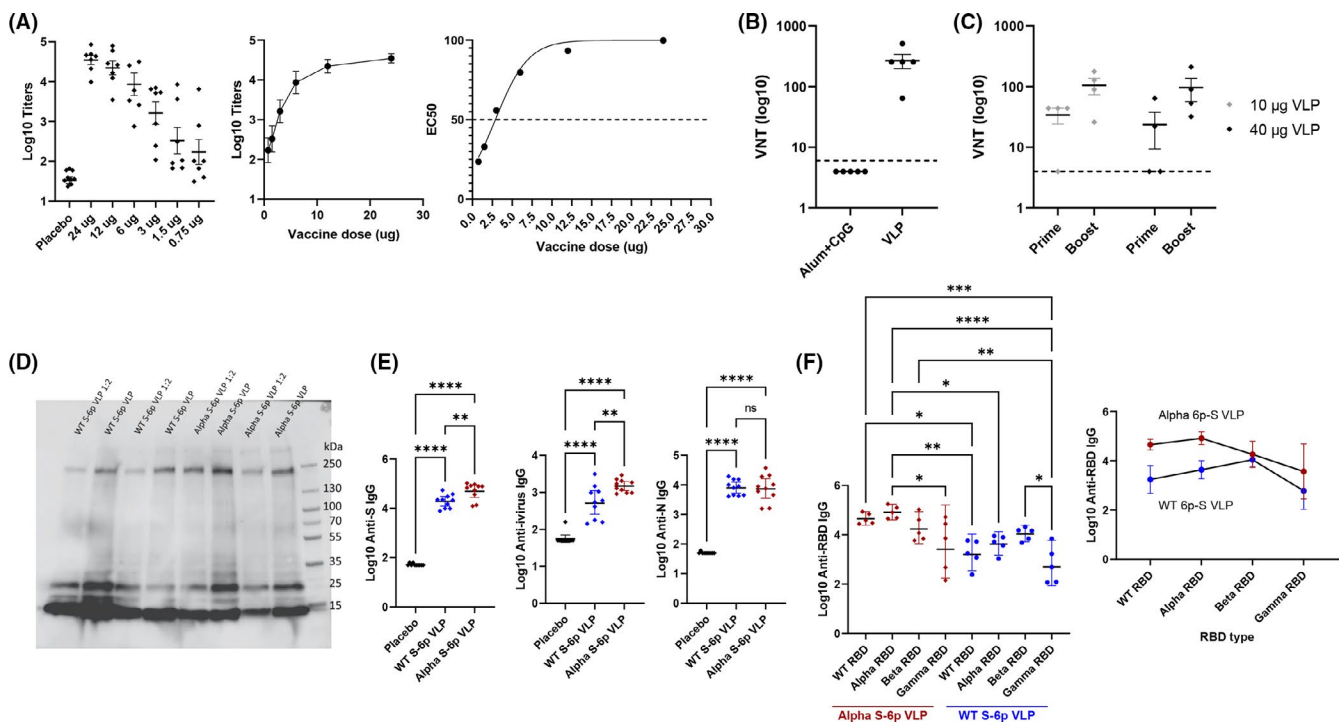 (A)
Log10 Titers
5
4
3
2
1
Placebo
24 ug
12 ug
6 ug
3 ug
1.5 ug
0.75 ug
Log10 Titers
5
4
3
2
1
0
10
20
30
Vaccine dose (ug)
EC50
100
50
0
0.0
2.5
5.0
7.5
10.0
12.5
15.0
17.5
20.0
22.5
25.0
27.5
30.0
Vaccine dose (ug)
(B)
VNT (log10)
1000
100
10
1
Alum+CpG
VLP
(C)
VNT (log10)
1000
100
10
1
Prime
Boost
Prime
Boost
10 µg VLP
40 µg VLP
(D)
WT S-6p VLP 1:2
WT S-6p VLP
WT S-6p VLP 1:2
WT S-6p VLP
Alpha S-6p VLP 1:2
Alpha S-6p VLP
Alpha S-6p VLP 1:2
Alpha S-6p VLP
kDa
250
130
100
70
55
35
25
15
(E)
Log10 Anti-S IgG
6
5
4
3
2
1
0
****
**
****
Placebo
WT S-6p VLP
Alpha S-6p VLP
Log10 Anti-ivirus IgG
5
4
3
2
1
0
****
**
****
Placebo
WT S-6p VLP
Alpha S-6p VLP
Log10 Anti-N IgG
6
5
4
3
2
1
0
****
ns
****
Placebo
WT S-6p VLP
Alpha S-6p VLP
(F)
***
****
**
*
*
**
*
*
Log10 Anti-RBD IgG
6
4
2
0
WT RBD
Alpha RBD
Beta RBD
Gamma RBD
WT RBD
Alpha RBD
Beta RBD
Gamma RBD
Alpha S-6p VLP
WT S-6p VLP
Log10 Anti-RBD IgG
6
4
2
0
Alpha 6p-S VLP
WT 6p-S VLP
WT RBD
Alpha RBD
Beta RBD
Gamma RBD
RBD type